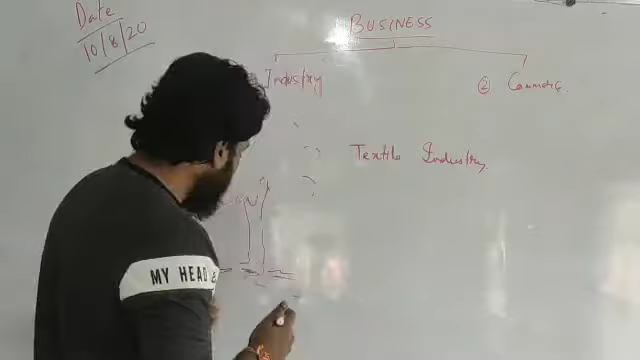 Date
10/8/20
BUSINESS
Industry
② Commerce.
Textile Industry
MY HEAD